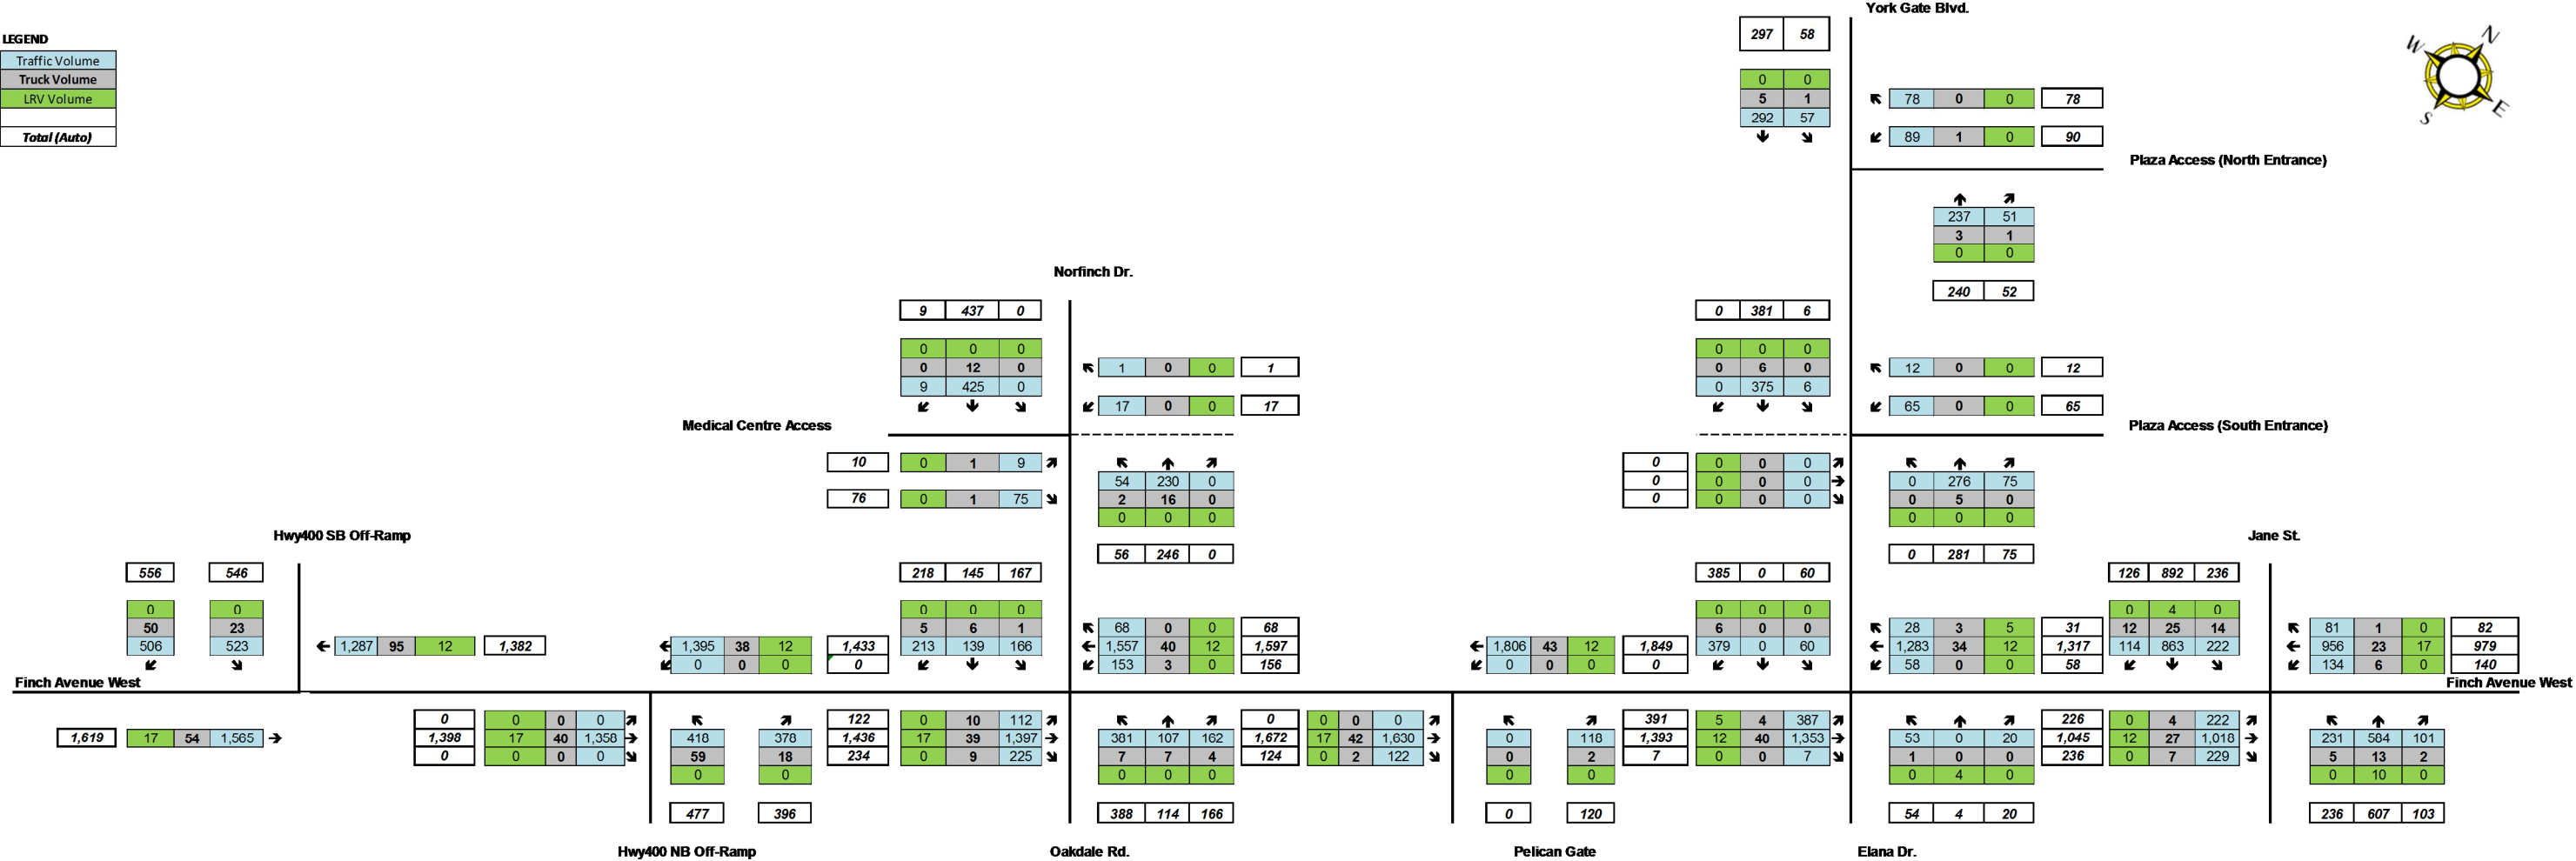 York Gate Blvd.
297 58
LEGEND
Traffic Volume
Truck Volume
LRV Volume
Total (Auto)
N
W
E
S
0 0
5 1
292 57
78 0 0 78
89 1 0 90
Plaza Access (North Entrance)
237 51
3 1
0 0
240 52
Norfinch Dr.
9 437 0
0 0 0
0 12 0
9 425 0
1 0 0 1
17 0 0 17
0 381 6
0 0 0
0 6 0
0 375 6
12 0 0 12
65 0 0 65
Medical Centre Access
Plaza Access (South Entrance)
10 0 1 9
76 0 1 75
54 230 0
2 16 0
0 0 0
56 246 0
0 0 0 0
0 0 0 0
0 0 0 0
0 276 75
0 5 0
0 0 0
0 281 75
Hwy400 SB Off-Ramp
Jane St.
556 546
0 0
50 23
506 523
1,287 95 12 1,382
1,395 38 12 1,433
0 0 0 0
218 145 167
0 0 0
5 6 1
213 139 166
68 0 0 68
1,557 40 12 1,597
153 3 0 156
1,806 43 12 1,849
0 0 0 0
385 0 60
0 0 0
6 0 0
379 0 60
28 3 5 31
1,283 34 12 1,317
58 0 0 58
126 892 236
0 4 0
12 25 14
114 863 222
81 1 0 82
956 23 17 979
134 6 0 140
Finch Avenue West
Finch Avenue West
1,619 17 54 1,565
0 0 0 0
1,398 17 40 1,358
0 0 0 0
418 378
59 18
0 0
477 396
122 0 10 112
1,436 17 39 1,397
234 0 9 225
381 107 162
7 7 4
0 0 0
388 114 166
0 0 0 0
1,672 17 42 1,630
124 0 2 122
0 118
0 2
0 0
0 120
391 5 4 387
1,393 12 40 1,353
7 0 0 7
53 0 20
1 0 0
0 4 0
54 4 20
226 0 4 222
1,045 12 27 1,018
236 0 7 229
231 584 101
5 13 2
0 10 0
236 607 103
Hwy400 NB Off-Ramp
Oakdale Rd.
Pelican Gate
Elana Dr.